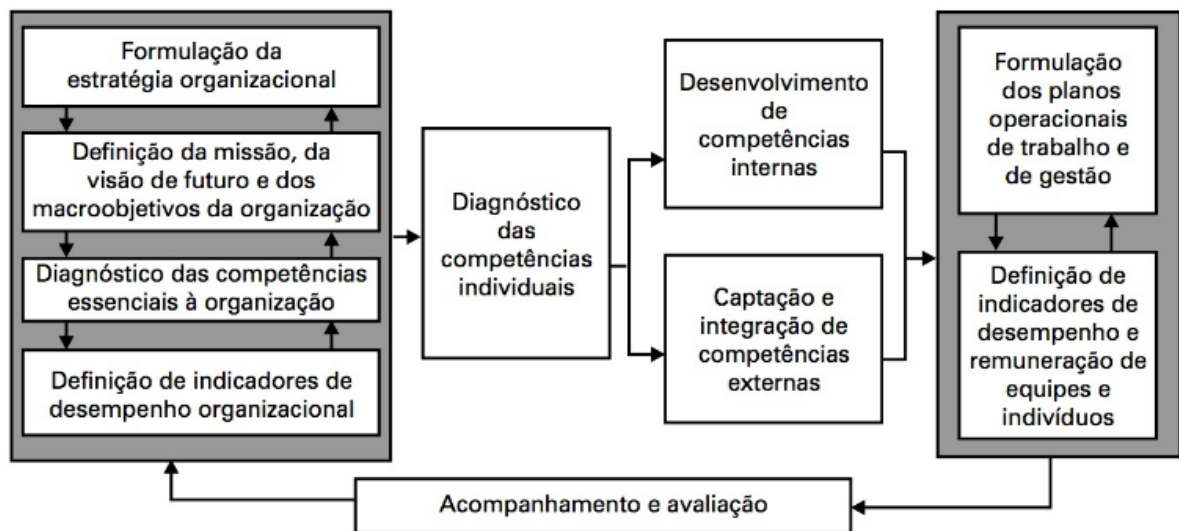 Formulação da
estratégia organizacional
Definição da missão, da
visão de futuro e dos
macroobjetivos da organização
Diagnóstico das competências
essenciais à organização
Definição de indicadores de
desempenho organizacional
Diagnóstico
das
competências
individuais
Desenvolvimento
de
competências
internas
Captação e
integração de
competências
externas
Formulação
dos planos
operacionais
de trabalho e
de gestão
Definição de
indicadores de
desempenho e
remuneração de
equipes e
indivíduos
Acompanhamento e avaliação